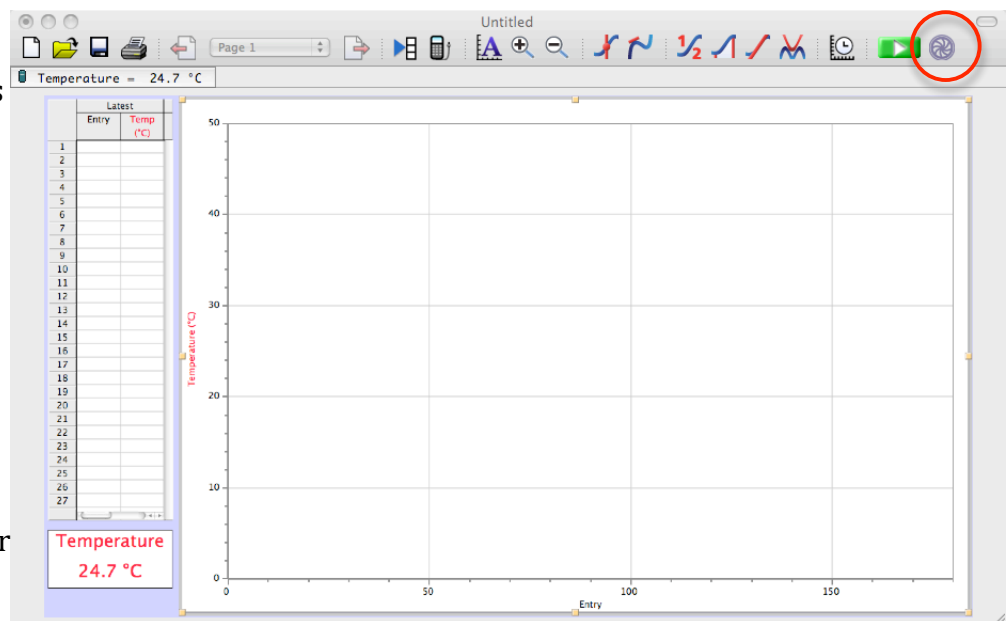 Untitled
Page 1
½
Temperature = 24.7 °C
s
Latest
Entry Temp
(°C)
1
2
3
4
5
6
7
8
9
10
11
12
13
14
15
16
17
18
19
20
21
22
23
24
25
26
27
Temperature
24.7 °C
r
50
40
30
20
10
0
Temperature (°C)
0 50 100 150
Entry